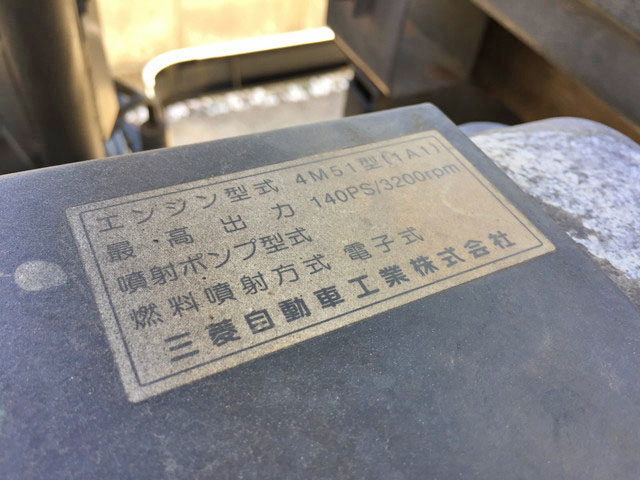 エンジン型式 4M51型(1A1)
最高出力 140PS/3200rpm
噴射ポンプ型式
燃料噴射方式 電子式
三菱自動車工業株式会社